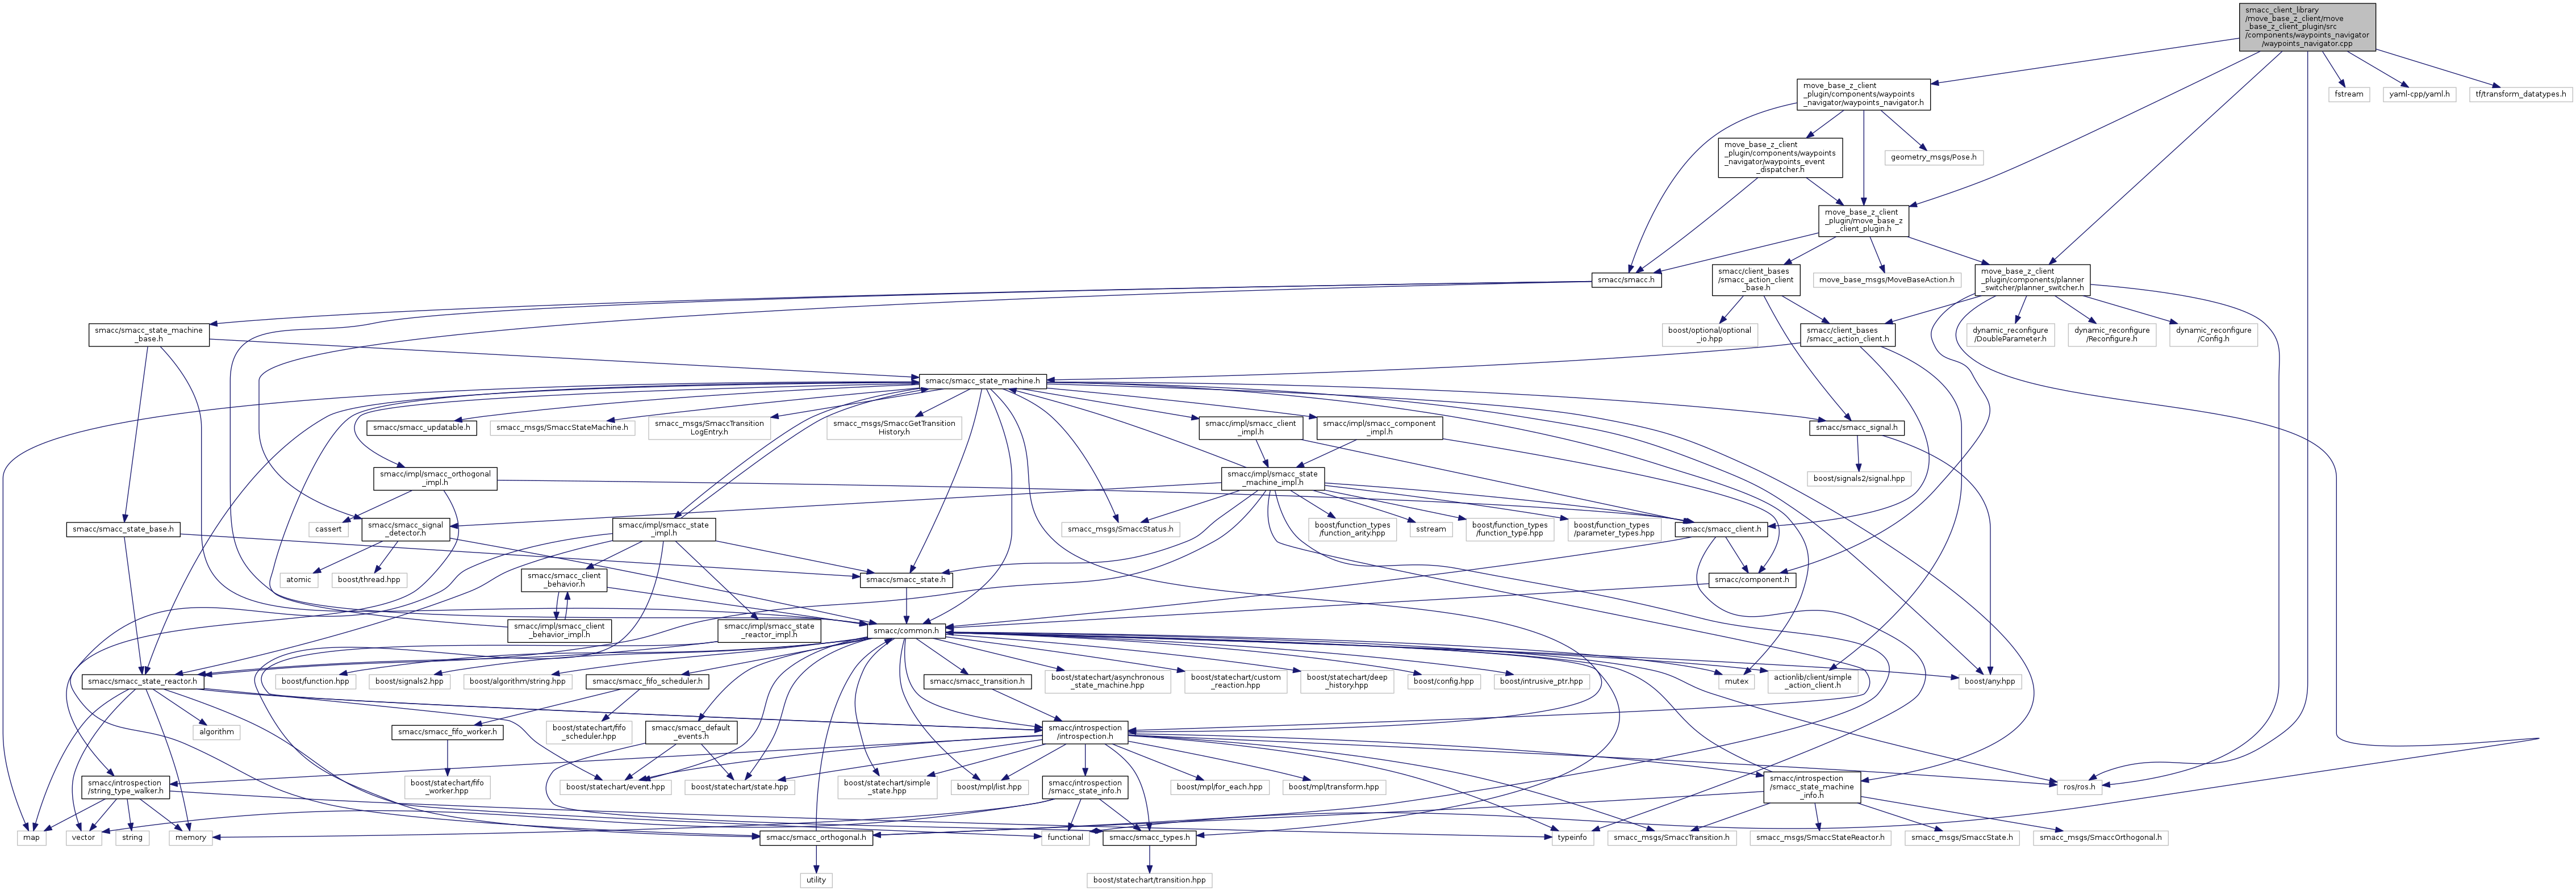 smacc_client_library
/move_base_z_client/move
_base_z_client_plugin/src
/components/waypoints_navigator
/waypoints_navigator.cpp
move_base_z_client
_plugin/components/waypoints
_navigator/waypoints_navigator.h
fstream
yaml-cpp/yaml.h
tf/transform_datatypes.h
move_base_z_client
_plugin/components/waypoints
_navigator/waypoints_event
_dispatcher.h
geometry_msgs/Pose.h
move_base_z_client
_plugin/move_base_z
_client_plugin.h
smacc/smacc.h
smacc/client_bases
/smacc_action_client
_base.h
move_base_msgs/MoveBaseAction.h
move_base_z_client
_plugin/components/planner
_switcher/planner_switcher.h
smacc/smacc_state_machine
_base.h
boost/optional/optional
_io.hpp
smacc/client_bases
/smacc_action_client.h
dynamic_reconfigure
/DoubleParameter.h
dynamic_reconfigure
/Reconfigure.h
dynamic_reconfigure
/Config.h
smacc/smacc_state_machine.h
smacc/smacc_updatable.h
smacc_msgs/SmaccStateMachine.h
smacc_msgs/SmaccTransition
LogEntry.h
smacc_msgs/SmaccGetTransition
History.h
smacc/impl/smacc_client
_impl.h
smacc/impl/smacc_component
_impl.h
smacc/smacc_signal.h
smacc/impl/smacc_orthogonal
_impl.h
smacc/impl/smacc_state
_machine_impl.h
boost/signals2/signal.hpp
smacc/smacc_state_base.h
cassert
smacc/smacc_signal
_detector.h
smacc/impl/smacc_state
_impl.h
smacc_msgs/SmaccStatus.h
boost/function_types
/function_arity.hpp
sstream
boost/function_types
/function_type.hpp
boost/function_types
/parameter_types.hpp
smacc/smacc_client.h
atomic
boost/thread.hpp
smacc/smacc_client
_behavior.h
smacc/smacc_state.h
smacc/component.h
smacc/impl/smacc_client
_behavior_impl.h
smacc/impl/smacc_state
_reactor_impl.h
smacc/common.h
smacc/smacc_state_reactor.h
boost/function.hpp
boost/signals2.hpp
boost/algorithm/string.hpp
smacc/smacc_fifo_scheduler.h
smacc/smacc_transition.h
boost/statechart/asynchronous
_state_machine.hpp
boost/statechart/custom
_reaction.hpp
boost/statechart/deep
_history.hpp
boost/config.hpp
boost/intrusive_ptr.hpp
mutex
actionlib/client/simple
_action_client.h
boost/any.hpp
algorithm
smacc/smacc_fifo_worker.h
boost/statechart/fifo
_scheduler.hpp
smacc/smacc_default
_events.h
smacc/introspection
/introspection.h
smacc/introspection
/string_type_walker.h
boost/statechart/fifo
_worker.hpp
boost/statechart/event.hpp
boost/statechart/state.hpp
boost/statechart/simple
_state.hpp
boost/mpl/list.hpp
smacc/introspection
/smacc_state_info.h
boost/mpl/for_each.hpp
boost/mpl/transform.hpp
smacc/introspection
/smacc_state_machine
_info.h
ros/ros.h
map
vector
string
memory
smacc/smacc_orthogonal.h
functional
smacc/smacc_types.h
typeinfo
smacc_msgs/SmaccTransition.h
smacc_msgs/SmaccStateReactor.h
smacc_msgs/SmaccState.h
smacc_msgs/SmaccOrthogonal.h
utility
boost/statechart/transition.hpp